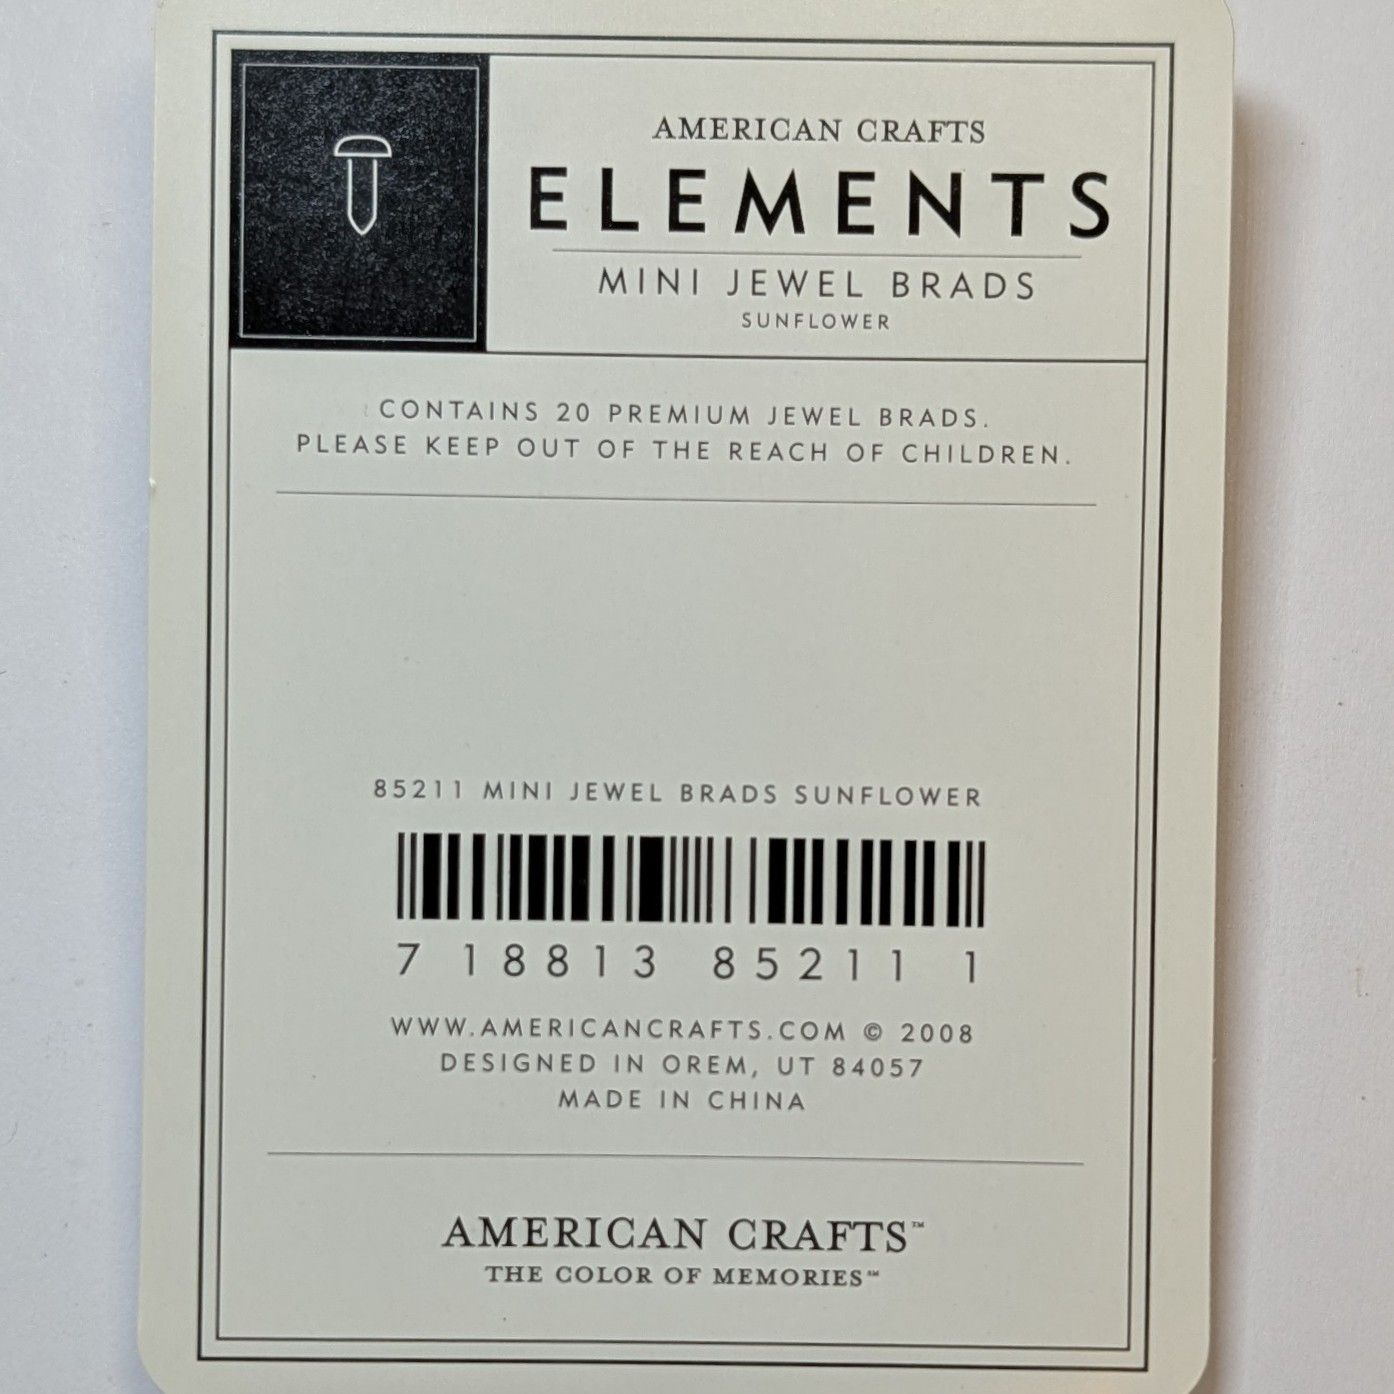 AMERICAN CRAFTS
ELEMENTS
MINI JEWEL BRADS
SUNFLOWER
CONTAINS 20 PREMIUM JEWEL BRADS.
PLEASE KEEP OUT OF THE REACH OF CHILDREN.
85211 MINI JEWEL BRADS SUNFLOWER
7 18813 85211 1
WWW.AMERICANCRAFTS.COM © 2008
DESIGNED IN OREM, UT 84057
MADE IN CHINA
AMERICAN CRAFTS™
THE COLOR OF MEMORIES™